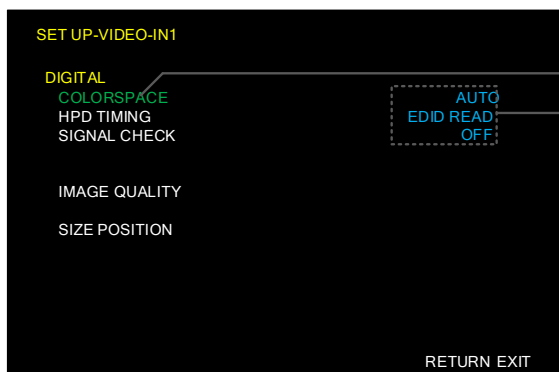 SET UP-VIDEO-IN1
DIGITAL
COLORSPACE AUTO
HPD TIMING EDID READ
SIGNAL CHECK OFF
IMAGE QUALITY
SIZE POSITION
RETURN EXIT